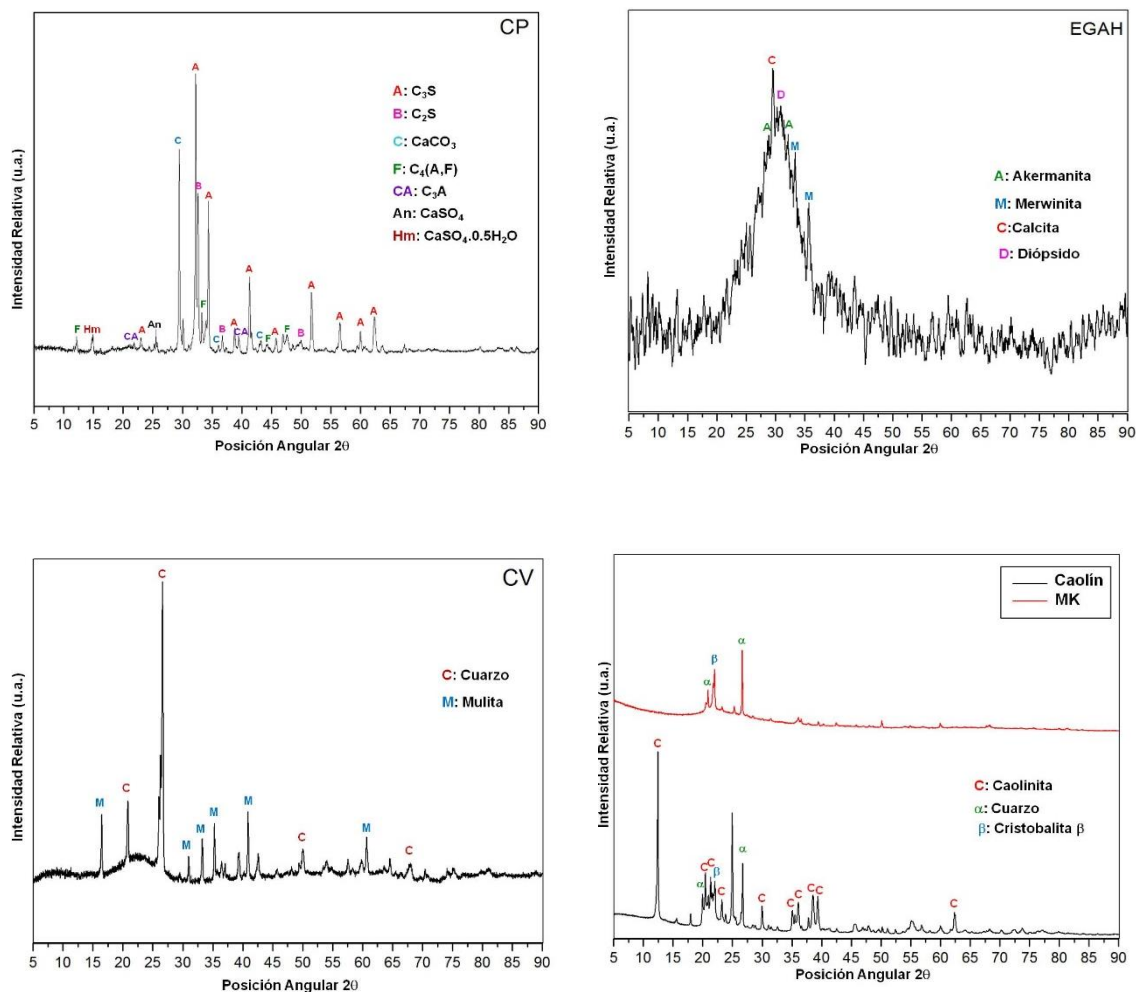 CP
A
A: C₃S
B: C₂S
C: CaCO₃
F: C₄(A,F)
CA: C₃A
An: CaSO₄
Hm: CaSO₄.0.5H₂O
C
B
A
F
A
A
F
Hm
CA
A
An
C
B
A
CA
C
F
A
F
B
A
A
A
Intensidad Relativa (u.a.)
5 10 15 20 25 30 35 40 45 50 55 60 65 70 75 80 85 90
Posición Angular 2θ
EGAH
C
D
A
A
M
M
A: Akermanita
M: Merwinita
C: Calcita
D: Diópsido
Intensidad Relativa (u.a.)
5 10 15 20 25 30 35 40 45 50 55 60 65 70 75 80 85 90
Posición Angular 2θ
CV
C
C: Cuarzo
M: Mulita
M
C
M
M
M
M
C
M
C
Intensidad Relativa (u.a.)
5 10 15 20 25 30 35 40 45 50 55 60 65 70 75 80 85 90
Posición Angular 2θ
Caolín
MK
α
β
α
C: Caolinita
α: Cuarzo
β: Cristobalita β
C
α
C
C
β
C
α
C
C
C
C
C
C
Intensidad Relativa (u.a.)
5 10 15 20 25 30 35 40 45 50 55 60 65 70 75 80 85 90
Posición Angular 2θ